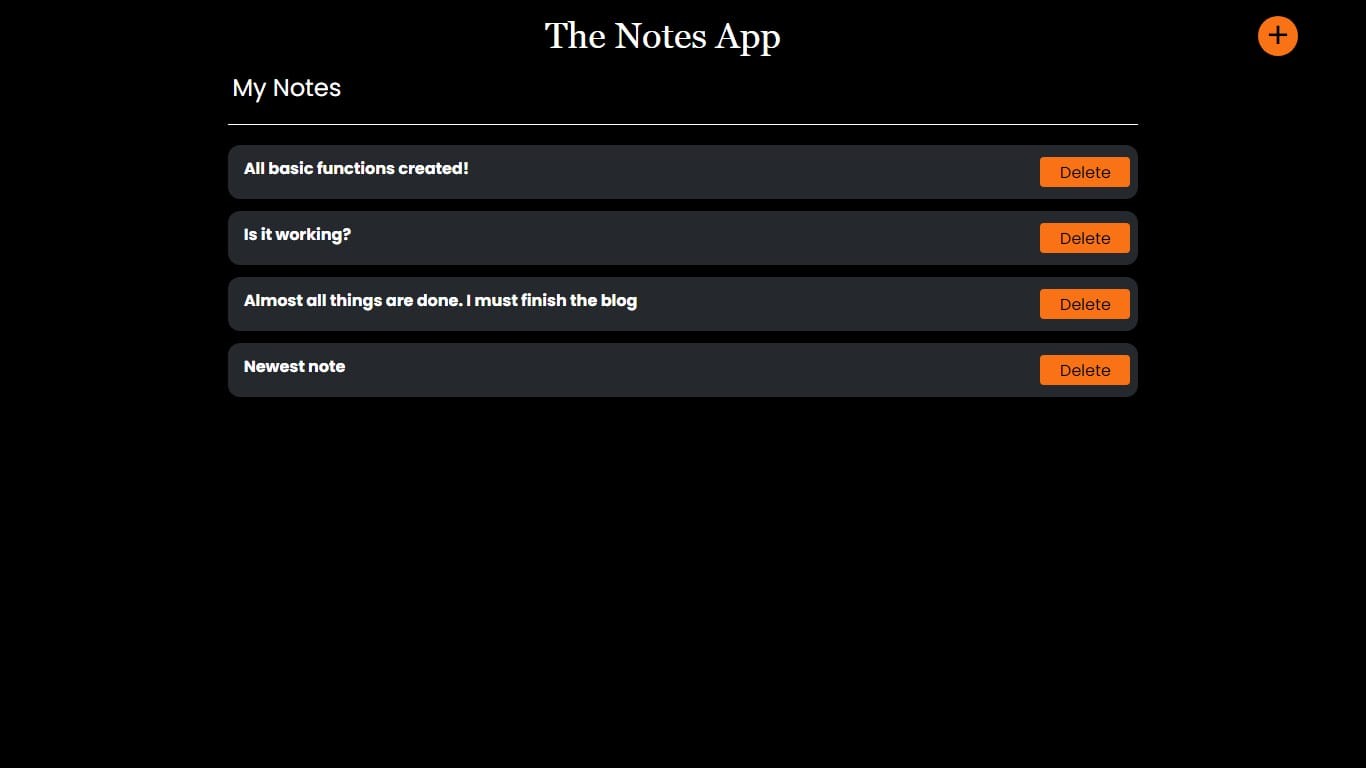 The Notes App
+
My Notes
All basic functions created!
Delete
Is it working?
Delete
Almost all things are done. I must finish the blog
Delete
Newest note
Delete